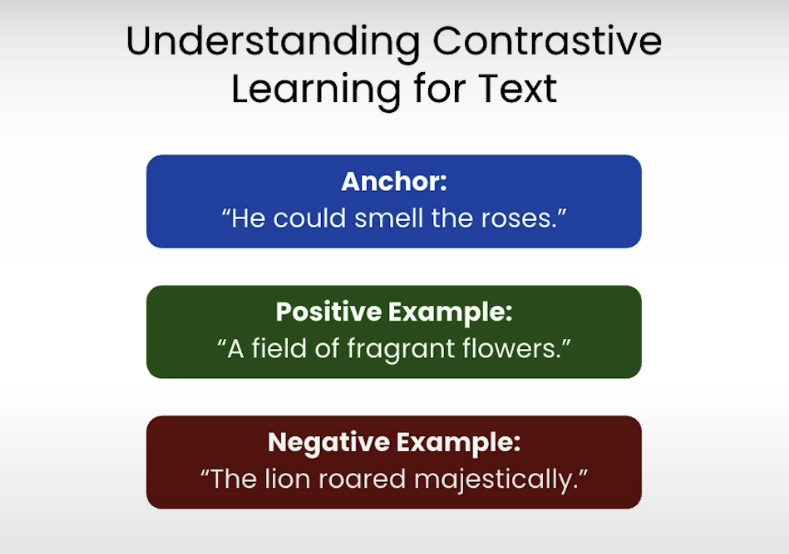 Understanding Contrastive
Learning for Text
Anchor:
“He could smell the roses.”
Positive Example:
“A field of fragrant flowers.”
Negative Example:
“The lion roared majestically.”